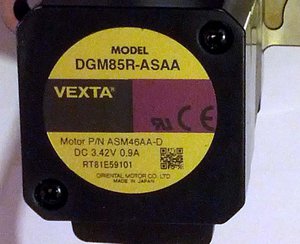 MODEL
DGM85R-ASAA
VEXTA®
Motor P/N ASM46AA-D
DC 3.42V 0.9A
RT81E59101
ORIENTAL MOTOR CO. LTD
MADE IN JAPAN